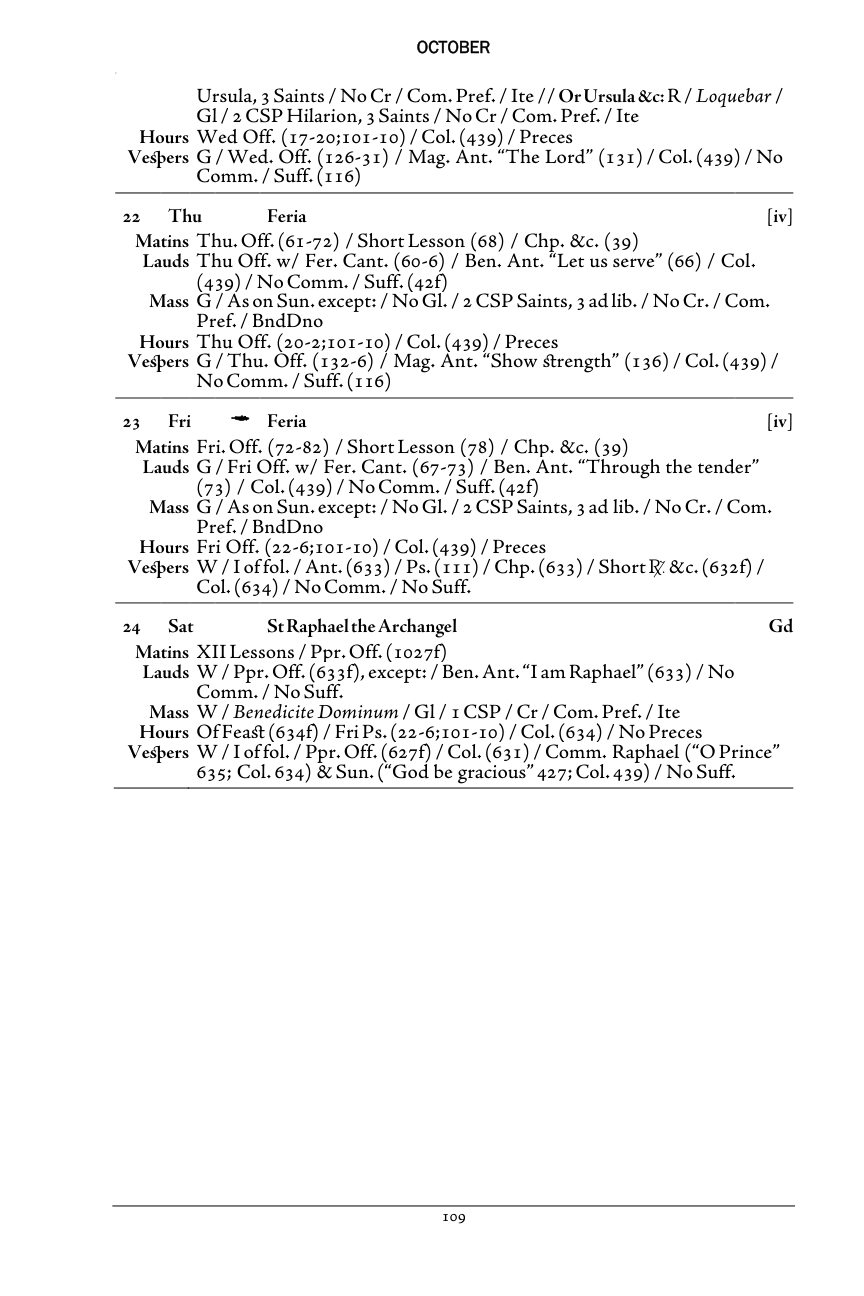 OCTOBER
Ursula, 3 Saints / No Cr / Com. Pref. / Ite // Or Ursula &c: R / Loquebar /
Gl / 2 CSP Hilarion, 3 Saints / No Cr / Com. Pref. / Ite
Hours Wed Off. (17-20;101-10) / Col. (439) / Preces
Vespers G / Wed. Off. (126-31) / Mag. Ant. “The Lord” (131) / Col. (439) / No
Comm. / Suff. (116)
22 Thu Feria [iv]
Matins Thu. Off. (61-72) / Short Lesson (68) / Chp. &c. (39)
Lauds Thu Off. w/ Fer. Cant. (60-6) / Ben. Ant. “Let us serve” (66) / Col.
(439) / No Comm. / Suff. (42f)
Mass G / As on Sun. except: / No Gl. / 2 CSP Saints, 3 ad lib. / No Cr. / Com.
Pref. / BndDno
Hours Thu Off. (20-2;101-10) / Col. (439) / Preces
Vespers G / Thu. Off. (132-6) / Mag. Ant. “Show strength” (136) / Col. (439) /
No Comm. / Suff. (116)
23 Fri Feria [iv]
Matins Fri. Off. (72-82) / Short Lesson (78) / Chp. &c. (39)
Lauds G / Fri Off. w/ Fer. Cant. (67-73) / Ben. Ant. “Through the tender”
(73) / Col. (439) / No Comm. / Suff. (42f)
Mass G / As on Sun. except: / No Gl. / 2 CSP Saints, 3 ad lib. / No Cr. / Com.
Pref. / BndDno
Hours Fri Off. (22-6;101-10) / Col. (439) / Preces
Vespers W / I of fol. / Ant. (633) / Ps. (111) / Chp. (633) / Short ℟. &c. (632f) /
Col. (634) / No Comm. / No Suff.
24 Sat St Raphael the Archangel Gd
Matins XII Lessons / Ppr. Off. (1027f)
Lauds W / Ppr. Off. (633f), except: / Ben. Ant. “I am Raphael” (633) / No
Comm. / No Suff.
Mass W / Benedicite Dominum / Gl / 1 CSP / Cr / Com. Pref. / Ite
Hours Of Feast (634f) / Fri Ps. (22-6;101-10) / Col. (634) / No Preces
Vespers W / I of fol. / Ppr. Off. (627f) / Col. (631) / Comm. Raphael (“O Prince”
635; Col. 634) & Sun. (“God be gracious” 427; Col. 439) / No Suff.
109